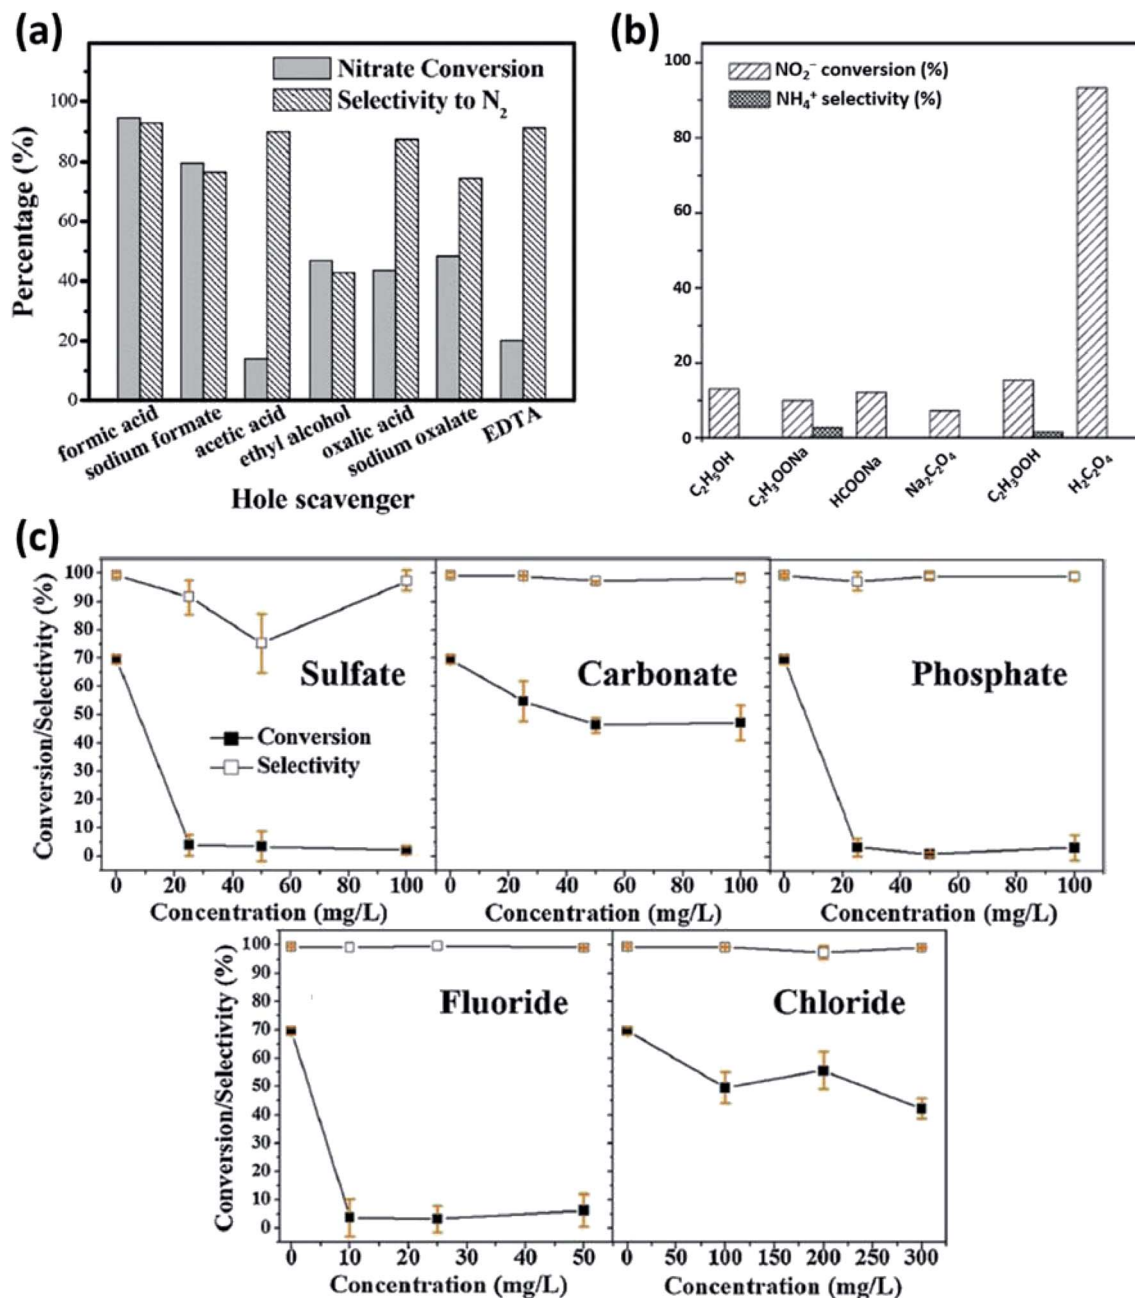 (a)
Nitrate Conversion
Selectivity to N₂
Percentage (%)
100
80
60
40
20
0
formic acid
sodium formate
acetic acid
ethyl alcohol
oxalic acid
sodium oxalate
EDTA
Hole scavenger
(b)
NO₂⁻ conversion (%)
NH₄⁺ selectivity (%)
100
80
60
40
20
0
C₂H₅OH
C₂H₃OONa
HCOONa
Na₂C₂O₄
C₂H₃OOH
H₂C₂O₄
(c)
Conversion/Selectivity (%)
100
90
80
70
60
50
40
30
20
10
0
Sulfate
Conversion
Selectivity
0 20 40 60 80 100
Concentration (mg/L)
Carbonate
0 20 40 60 80 100
Concentration (mg/L)
Phosphate
0 20 40 60 80 100
Concentration (mg/L)
Conversion/Selectivity (%)
100
90
80
70
60
50
40
30
20
10
0
Fluoride
0 10 20 30 40 50
Concentration (mg/L)
Chloride
0 50 100 150 200 250 300
Concentration (mg/L)